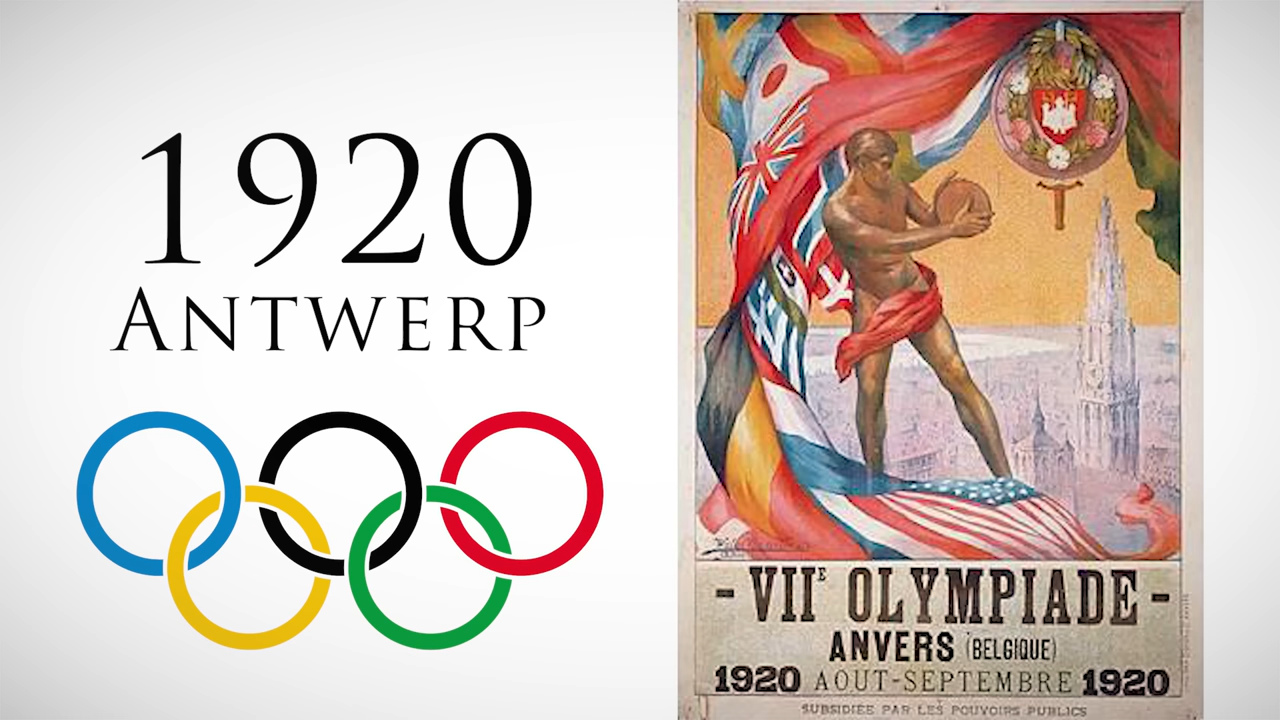 1920
ANTWERP
- VIIE OLYMPIADE -
ANVERS (BELGIQUE)
1920 AOUT-SEPTEMBRE 1920
SUBSIDIÉE PAR LES POUVOIRS PUBLICS